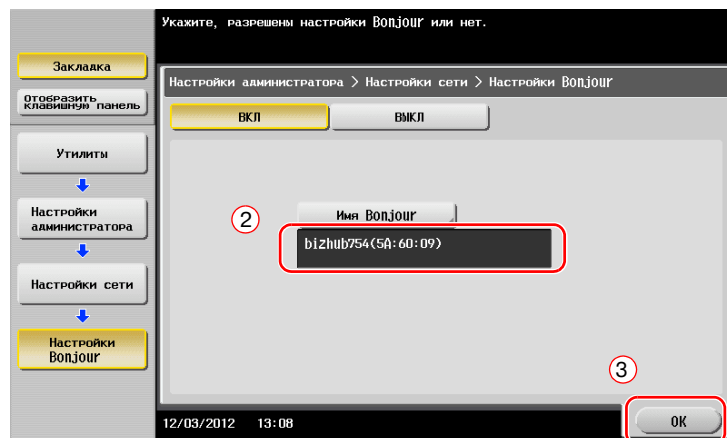 Укажите, разрешены настройки Bonjour или нет.
Закладка
Отобразить
клавишную панель
Настройки администратора > Настройки сети > Настройки Bonjour
ВКЛ
ВЫКЛ
Утилиты
Настройки
администратора
Настройки сети
Настройки
Bonjour
2
Имя Bonjour
bizhub754(5A:60:09)
3
12/03/2012 13:08
OK